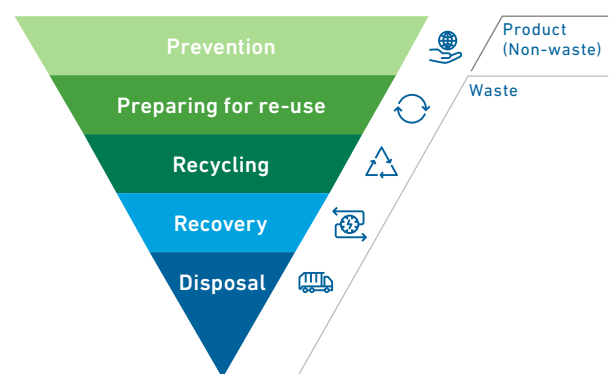 Prevention
Product
(Non-waste)
Waste
Preparing for re-use
Recycling
Recovery
Disposal